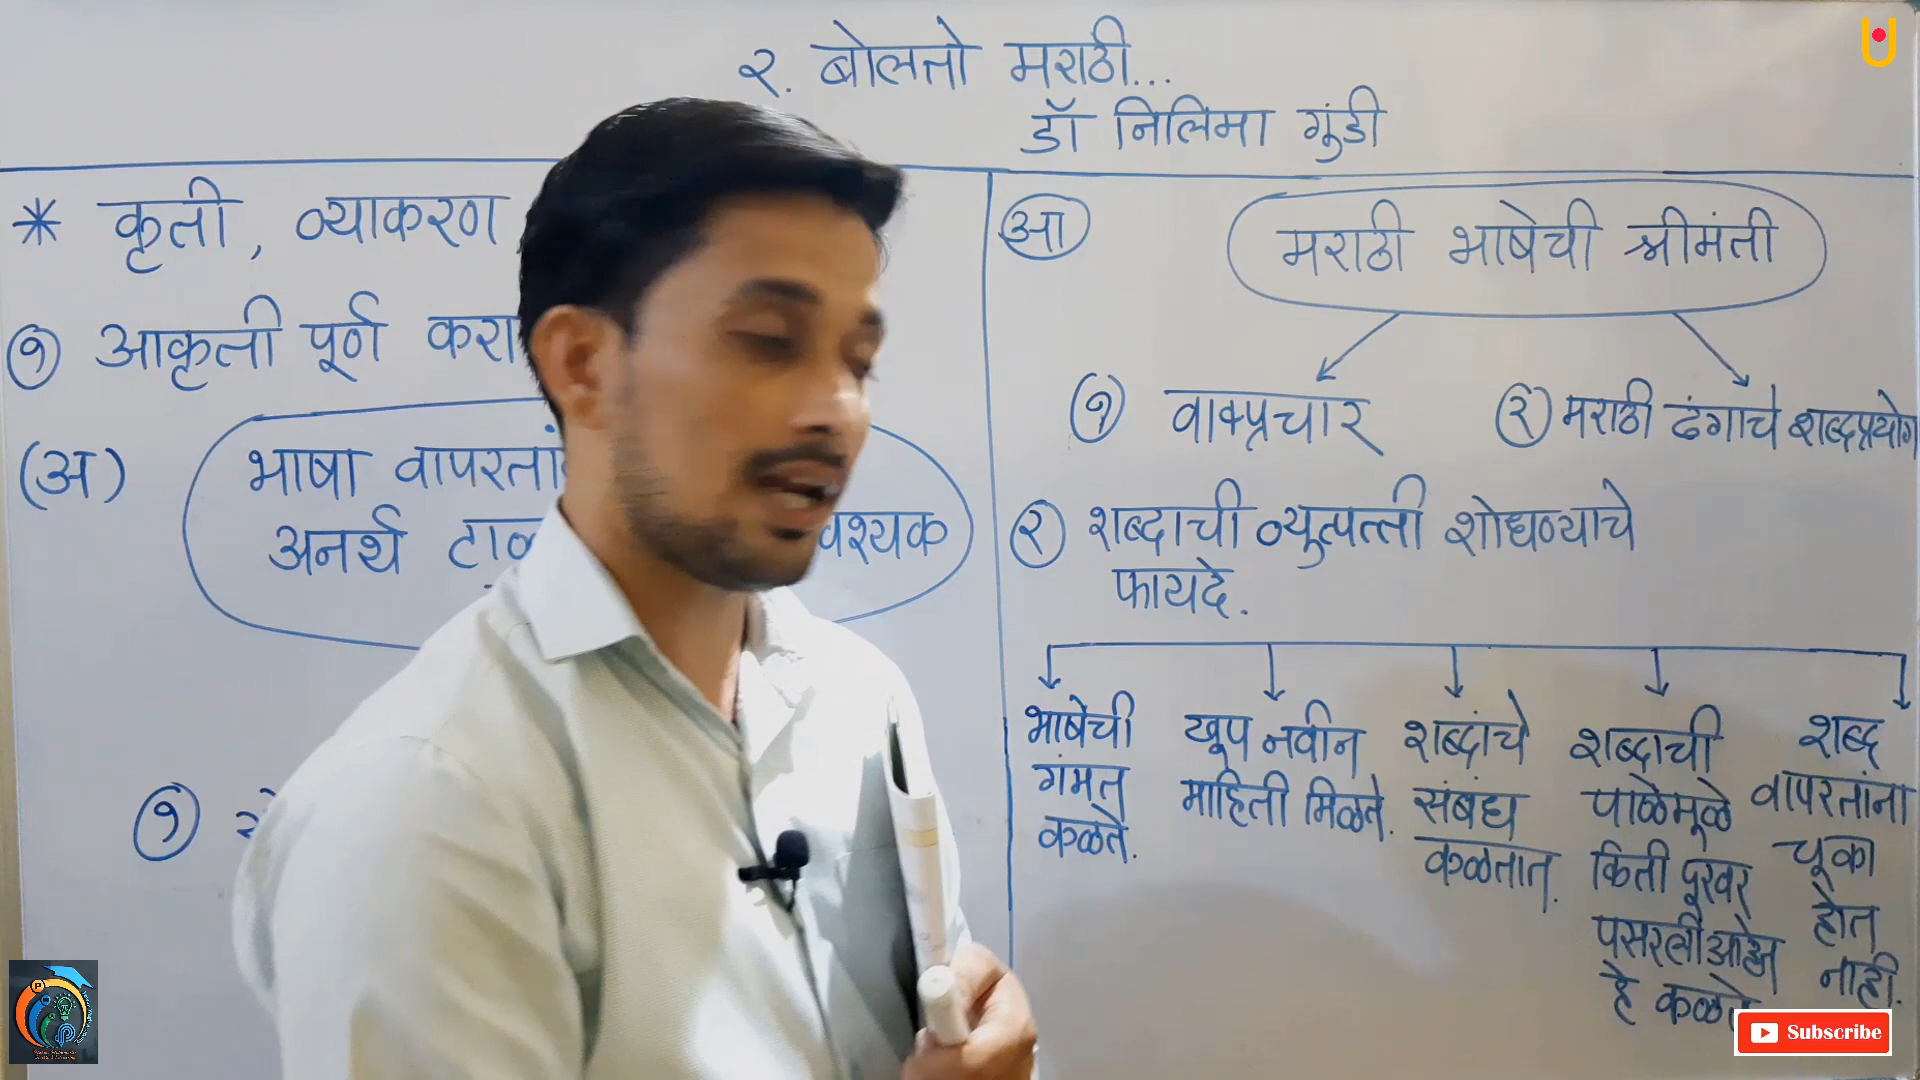 २. बोलतो मराठी...
डॉ निलिमा गुंडी
* कृती, व्याकरण
१ आकृती पूर्ण करा
(अ) भाषा वापरतां
अनर्थ
वश्यक
१
आ मराठी भाषेची श्रीमंती
१ वाक्प्रचार २ मराठी ढंगाचे शब्दप्रयोग
२ शब्दाची व्युत्पत्ती शोधण्याचे
फायदे.
भाषेची
गंमत
कळते.
खूप नवीन
माहिती मिळते.
शब्दांचे
संबंध
कळतात.
शब्दाची
पाळेमूळे
किती दूरवर
पसरली आहेत
हे
शब्द
वापरतांना
चूका
होत
नाही.
Subscribe